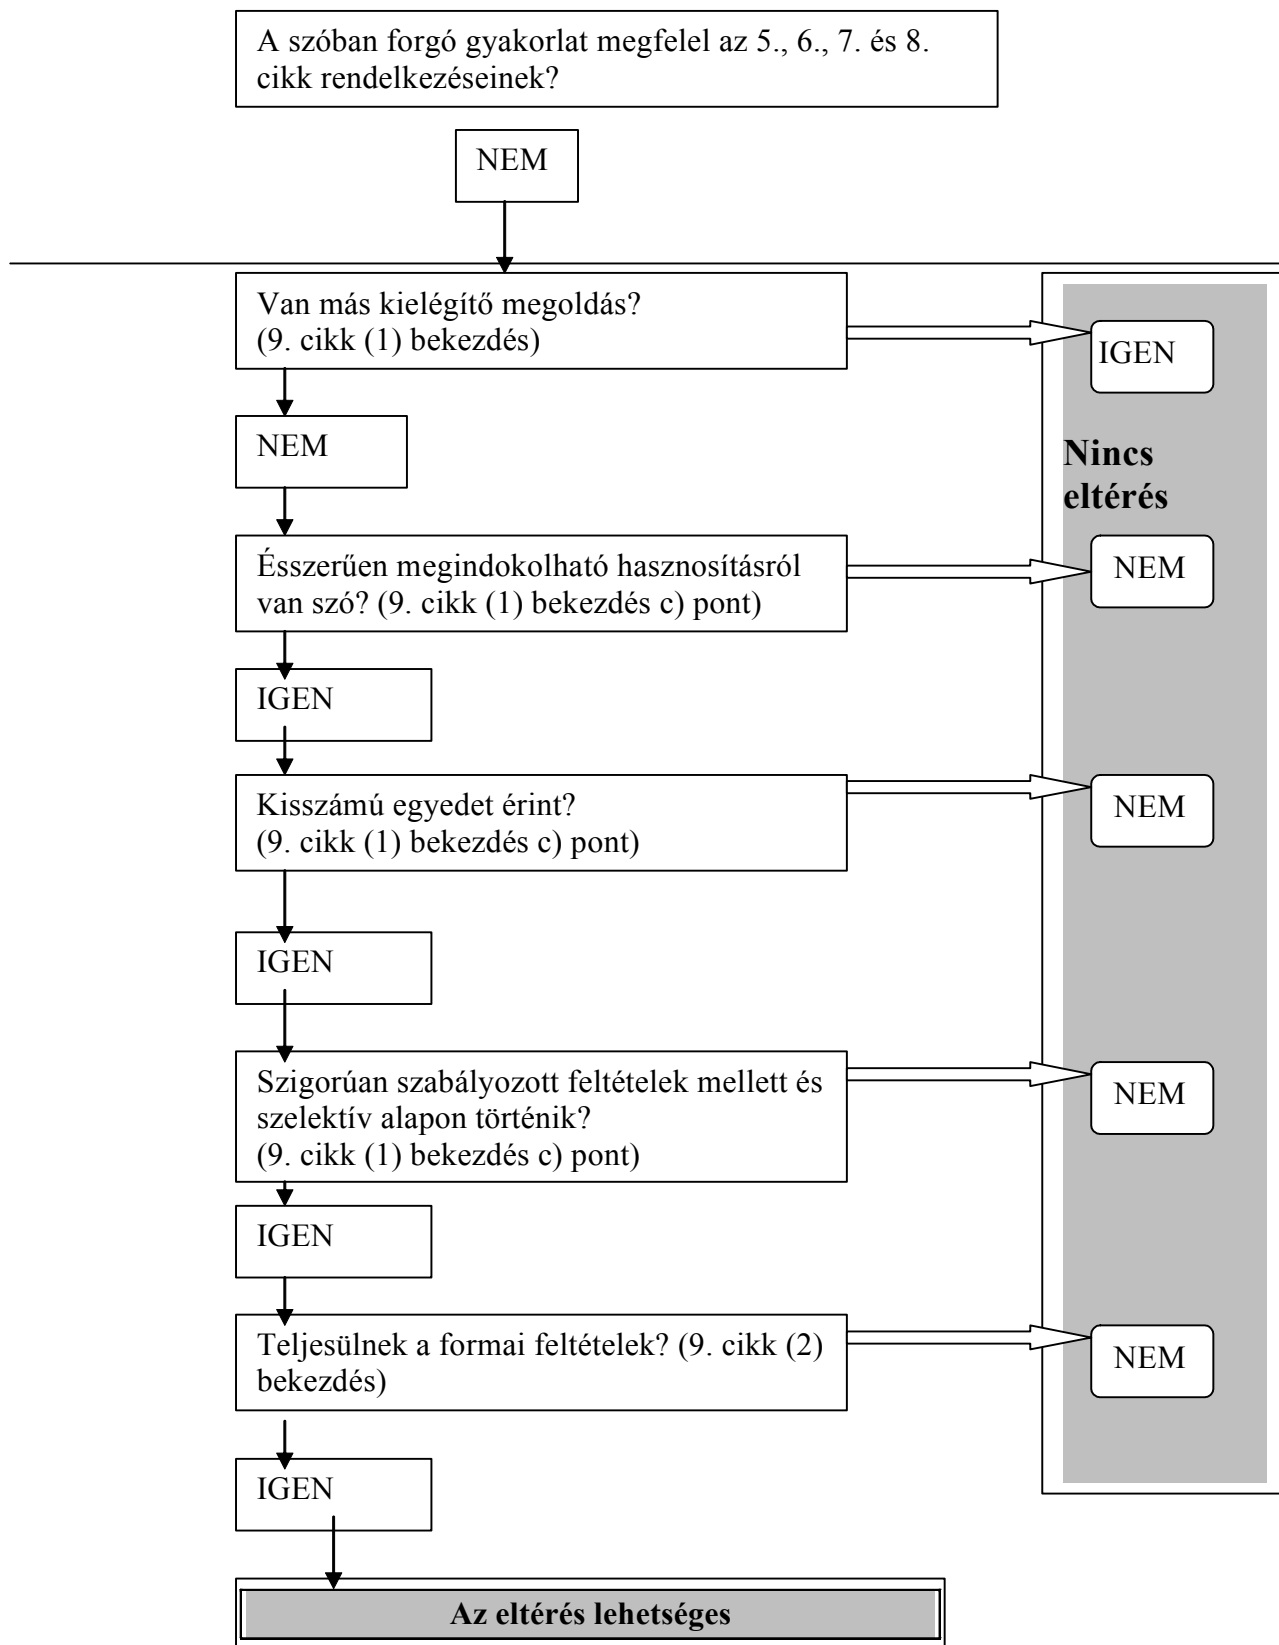 A szóban forgó gyakorlat megfelel az 5., 6., 7. és 8.
cikk rendelkezéseinek?
NEM
Van más kielégítő megoldás?
(9. cikk (1) bekezdés)
IGEN
NEM
Nincs
eltérés
Ésszerűen megindokolható hasznosításról
van szó? (9. cikk (1) bekezdés c) pont)
NEM
IGEN
Kisszámú egyedet érint?
(9. cikk (1) bekezdés c) pont)
NEM
IGEN
Szigorúan szabályozott feltételek mellett és
szelektív alapon történik?
(9. cikk (1) bekezdés c) pont)
NEM
IGEN
Teljesülnek a formai feltételek? (9. cikk (2)
bekezdés)
NEM
IGEN
Az eltérés lehetséges